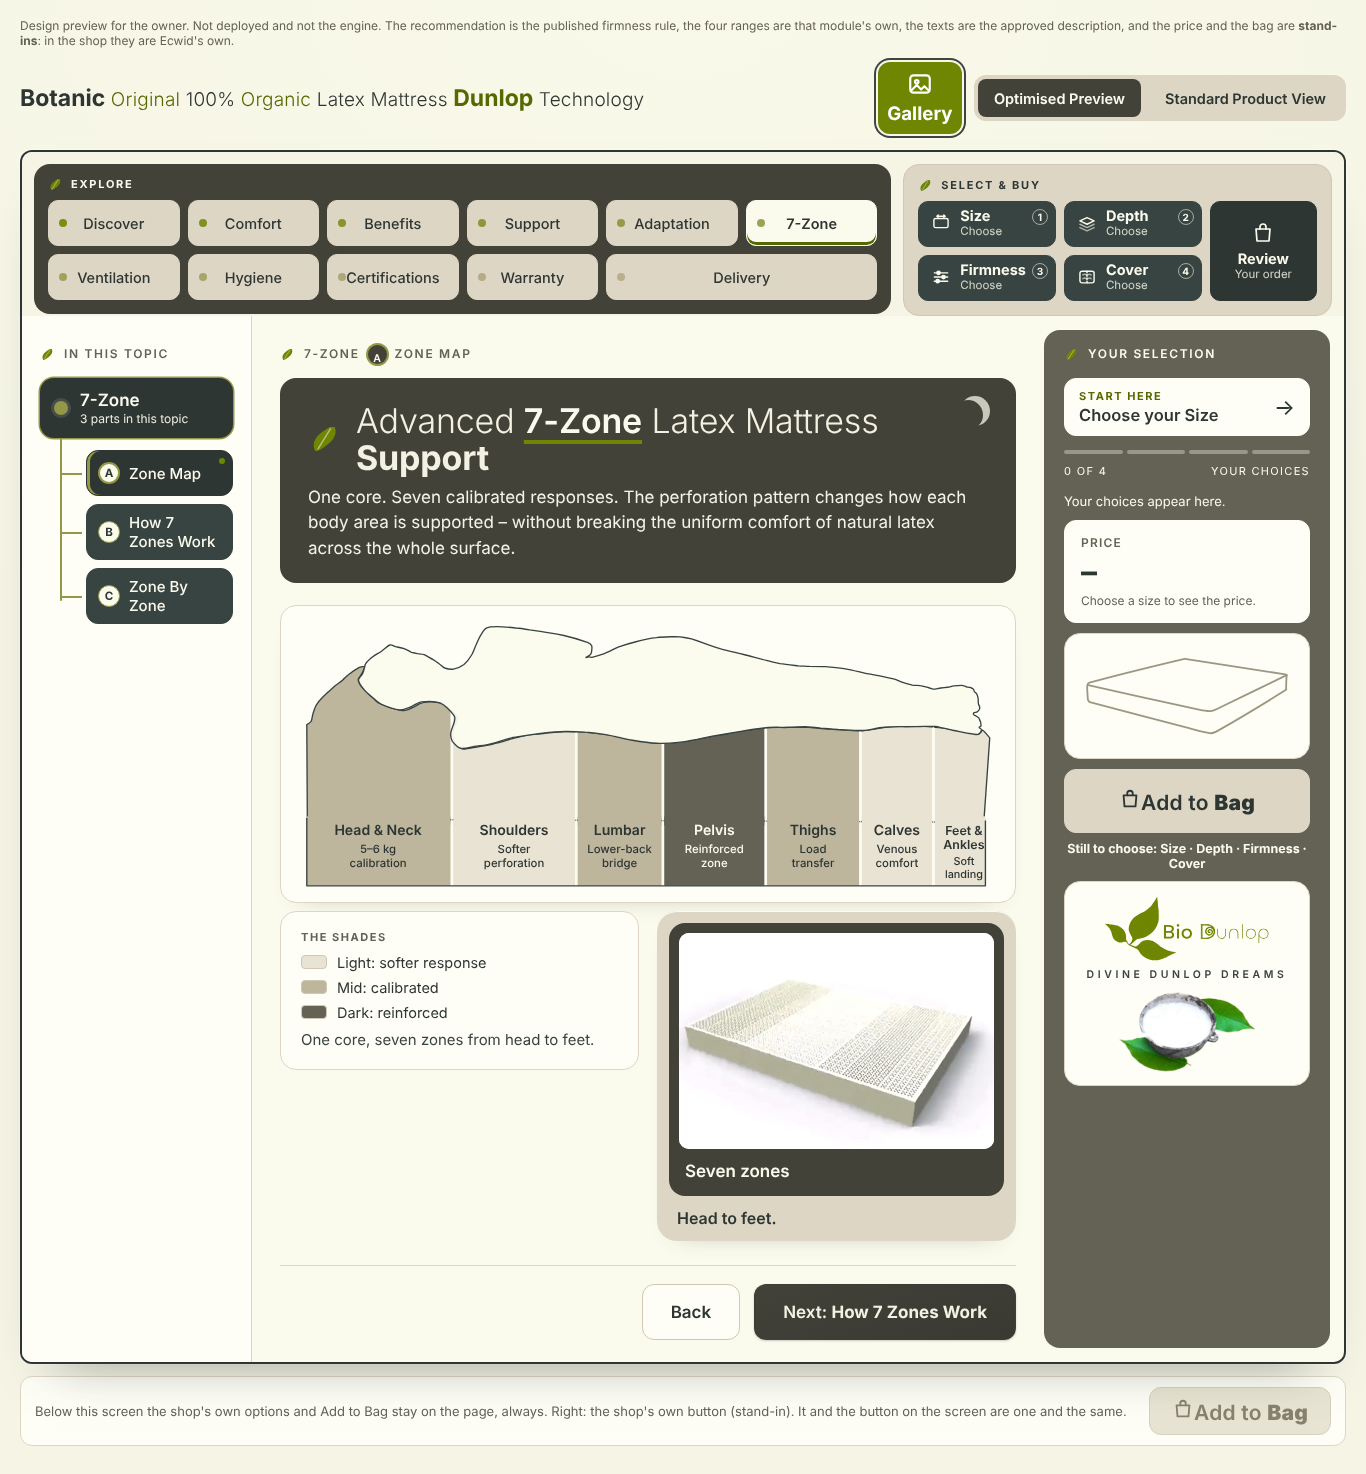 Design preview for the owner. Not deployed and not the engine. The recommendation is the published firmness rule, the four ranges are that module's own, the texts are the approved description, and the price and the bag are stand-
ins: in the shop they are Ecwid's own.
Botanic Original 100% Organic Latex Mattress Dunlop Technology
Gallery
Optimised Preview
Standard Product View
EXPLORE
Discover
Comfort
Benefits
Support
Adaptation
7-Zone
Ventilation
Hygiene
Certifications
Warranty
Delivery
SELECT & BUY
Size
Choose
1
Depth
Choose
2
Firmness
Choose
3
Cover
Choose
4
Review
Your order
IN THIS TOPIC
7-Zone
3 parts in this topic
A
Zone Map
B
How 7
Zones Work
C
Zone By
Zone
7-ZONE A ZONE MAP
Advanced 7-Zone Latex Mattress
Support
One core. Seven calibrated responses. The perforation pattern changes how each
body area is supported – without breaking the uniform comfort of natural latex
across the whole surface.
Head & Neck
5–6 kg
calibration
Shoulders
Softer
perforation
Lumbar
Lower-back
bridge
Pelvis
Reinforced
zone
Thighs
Load
transfer
Calves
Venous
comfort
Feet &
Ankles
Soft
landing
THE SHADES
Light: softer response
Mid: calibrated
Dark: reinforced
One core, seven zones from head to feet.
Seven zones
Head to feet.
Back
Next: How 7 Zones Work
YOUR SELECTION
START HERE
Choose your Size
0 OF 4
YOUR CHOICES
Your choices appear here.
PRICE
–
Choose a size to see the price.
Add to Bag
Still to choose: Size · Depth · Firmness ·
Cover
Bio Dunlop
DIVINE DUNLOP DREAMS
Below this screen the shop's own options and Add to Bag stay on the page, always. Right: the shop's own button (stand-in). It and the button on the screen are one and the same.
Add to Bag